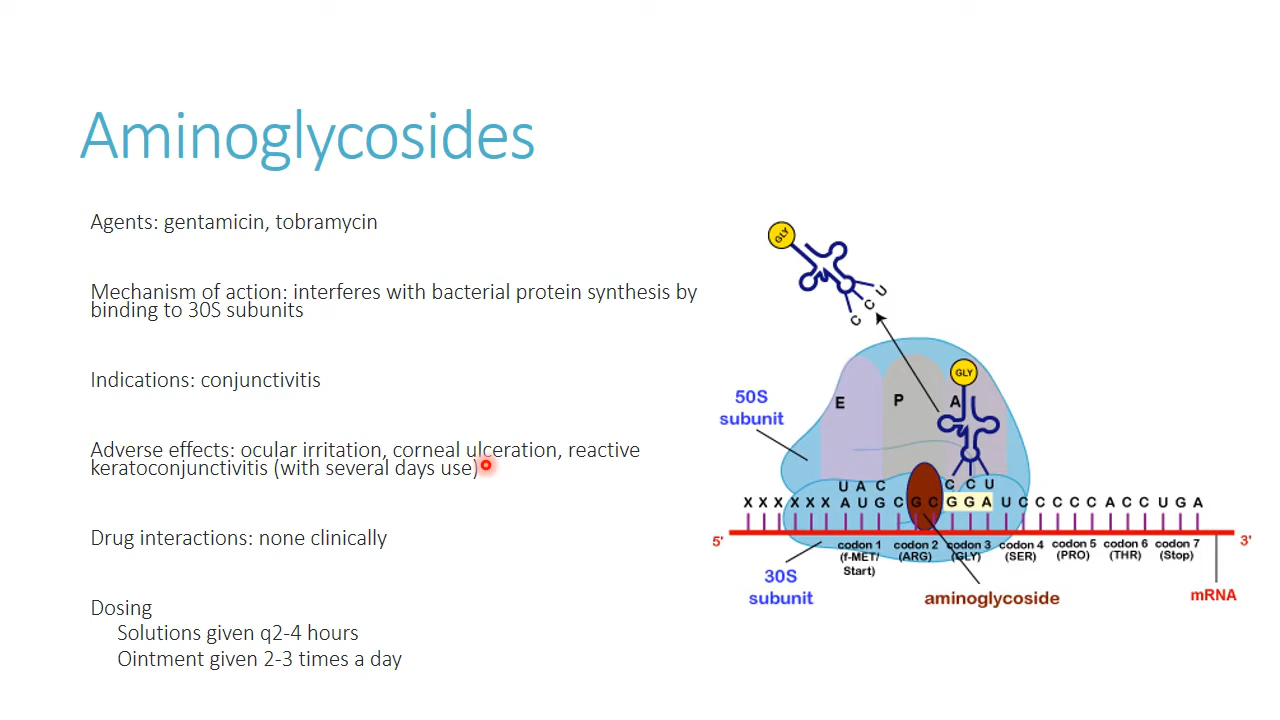 Aminoglycosides
Agents: gentamicin, tobramycin
Mechanism of action: interferes with bacterial protein synthesis by
binding to 30S subunits
Indications: conjunctivitis
Adverse effects: ocular irritation, corneal ulceration, reactive
keratoconjunctivitis (with several days use)
Drug interactions: none clinically
Dosing
Solutions given q2-4 hours
Ointment given 2-3 times a day
GLY
C C U
GLY
50S
subunit
E P A
U A C C C U
X X X X X X A U G C G C G G A U C C C C C A C C U G A
5' 3'
codon 1 codon 2 codon 3 codon 4 codon 5 codon 6 codon 7
(f-MET/ (ARG) (GLY) (SER) (PRO) (THR) (Stop)
Start)
30S
subunit
aminoglycoside
mRNA